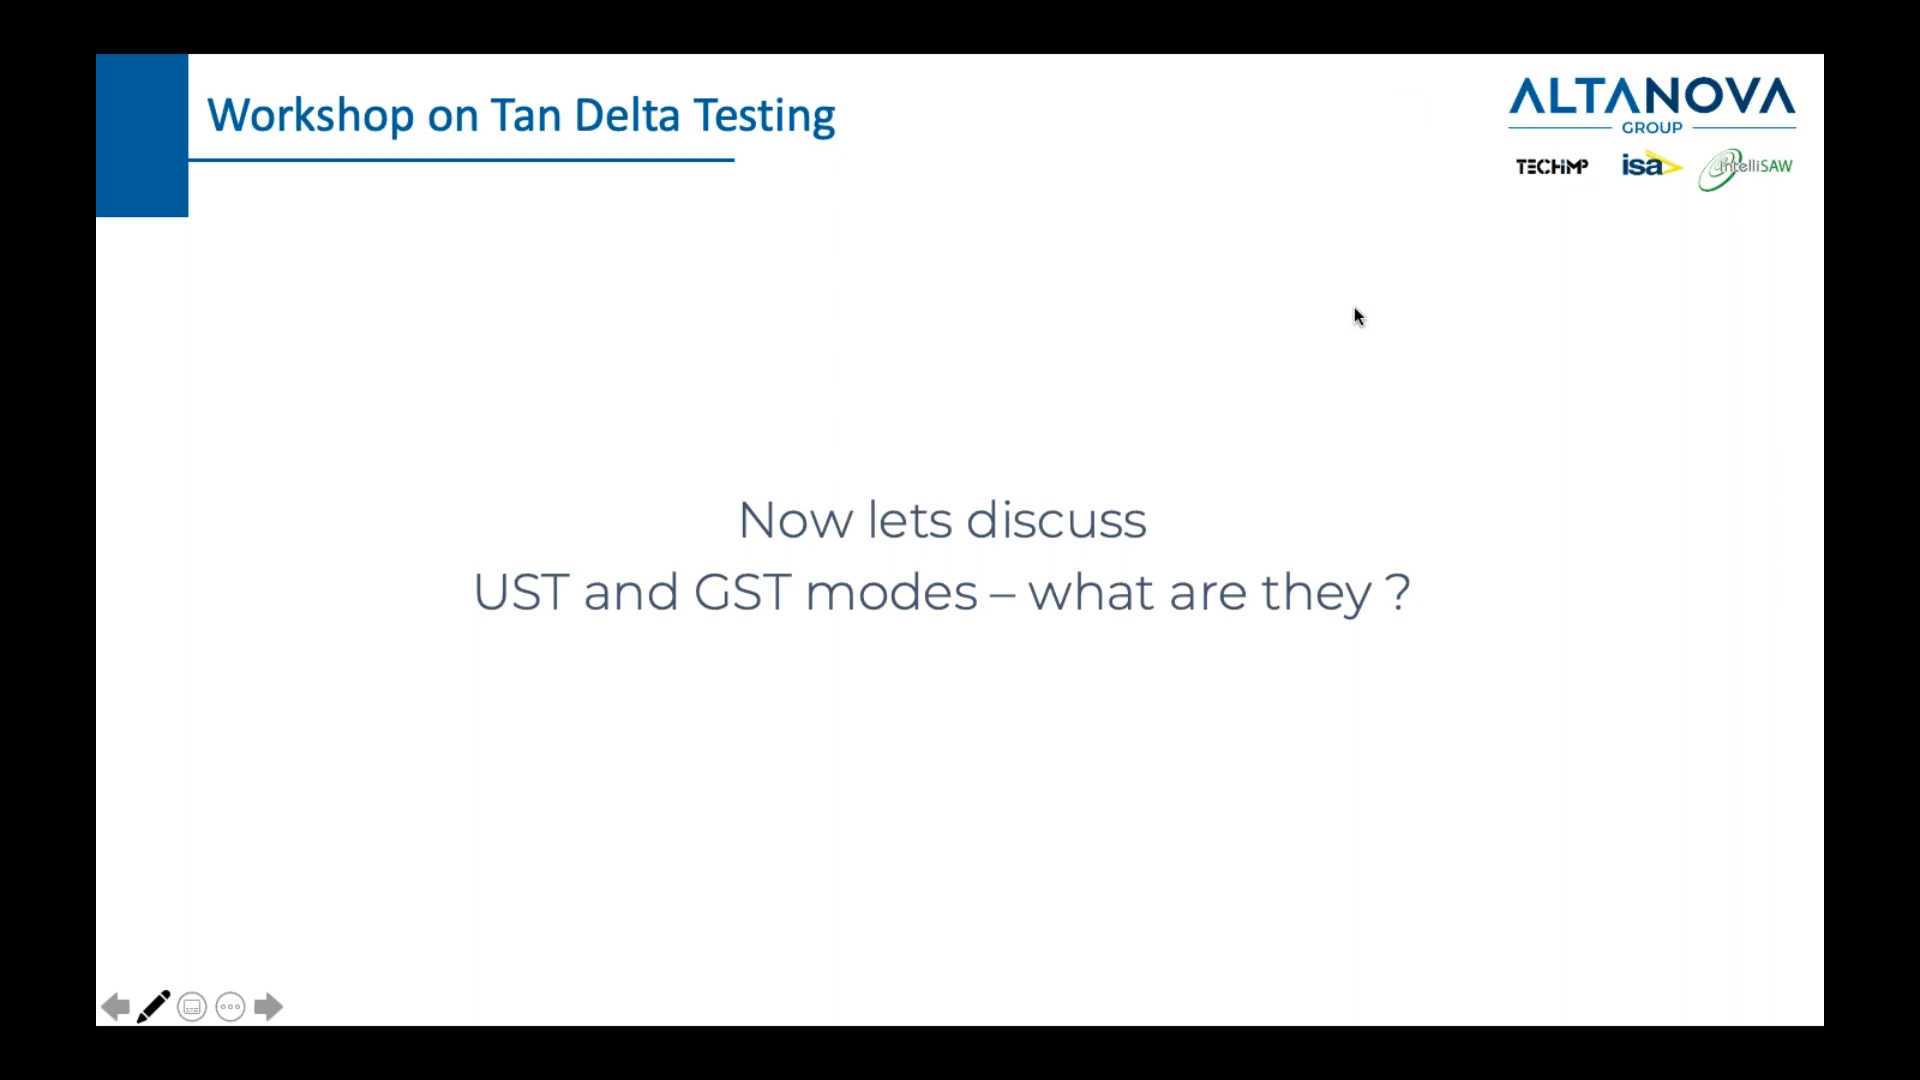 Workshop on Tan Delta Testing
ALTANOVA
GROUP
TECHIMP
isa
IntelliSAW
Now lets discuss
UST and GST modes – what are they ?